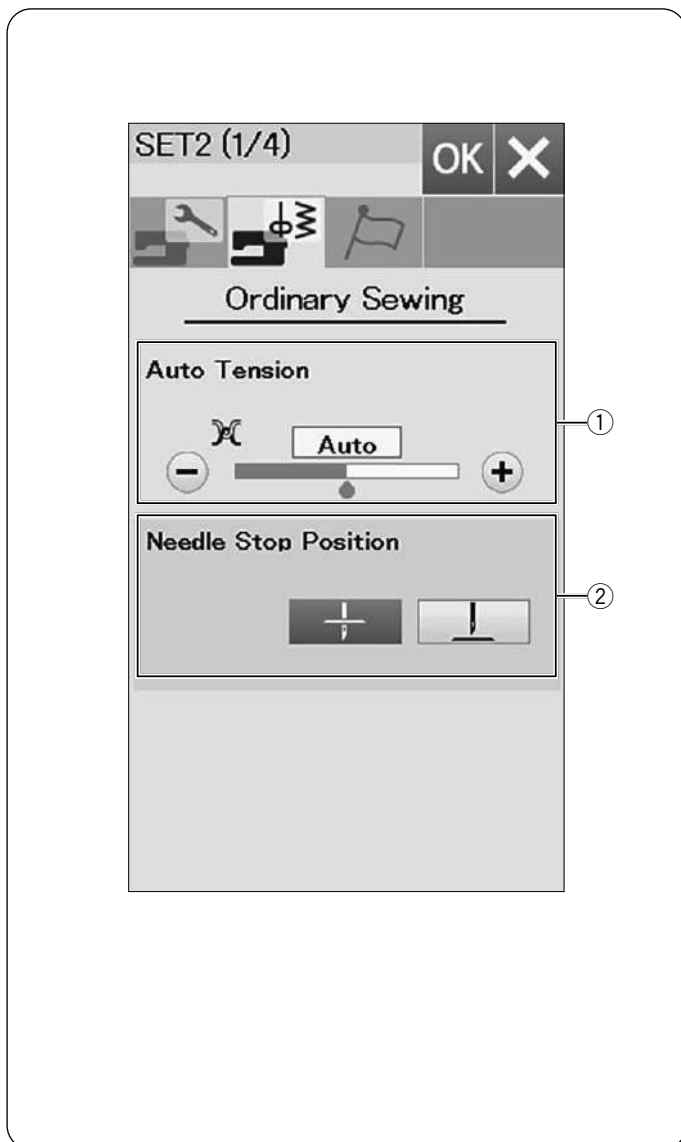 SET2 (1/4)
OK
Ordinary Sewing
Auto Tension
Auto
①
Needle Stop Position
②